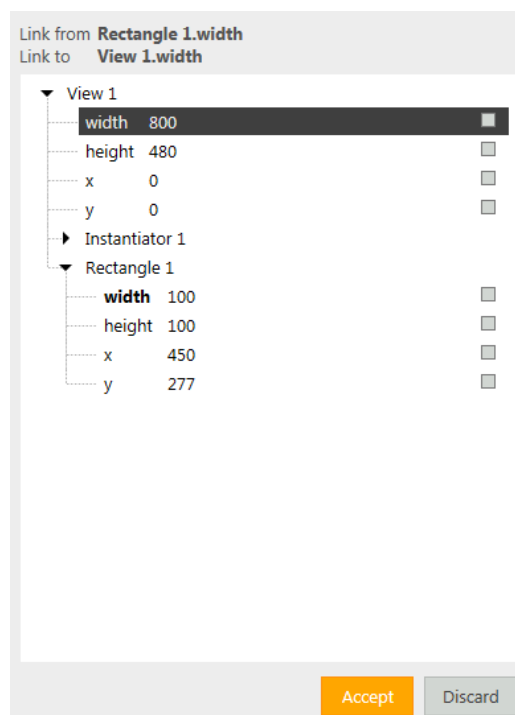 Link from Rectangle 1.width
Link to View 1.width
View 1
width 800
height 480
x 0
y 0
Instantiator 1
Rectangle 1
width 100
height 100
x 450
y 277
Accept Discard